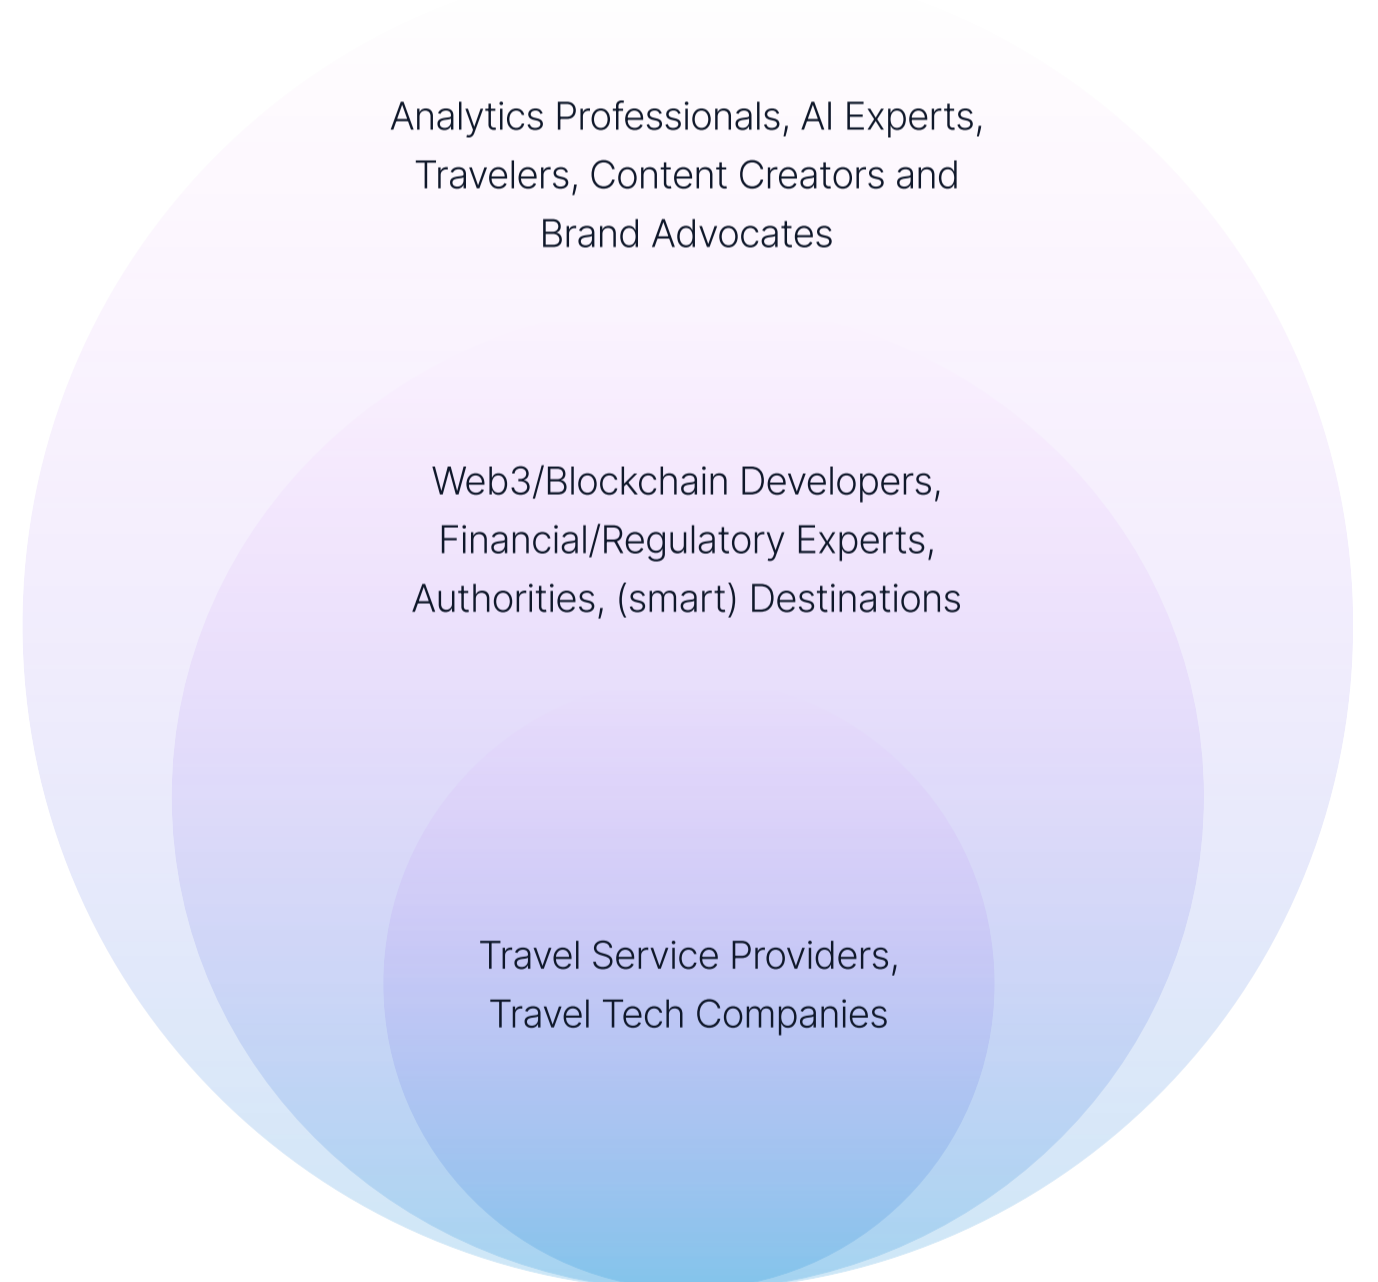 Analytics Professionals, AI Experts,
Travelers, Content Creators and
Brand Advocates
Web3/Blockchain Developers,
Financial/Regulatory Experts,
Authorities, (smart) Destinations
Travel Service Providers,
Travel Tech Companies